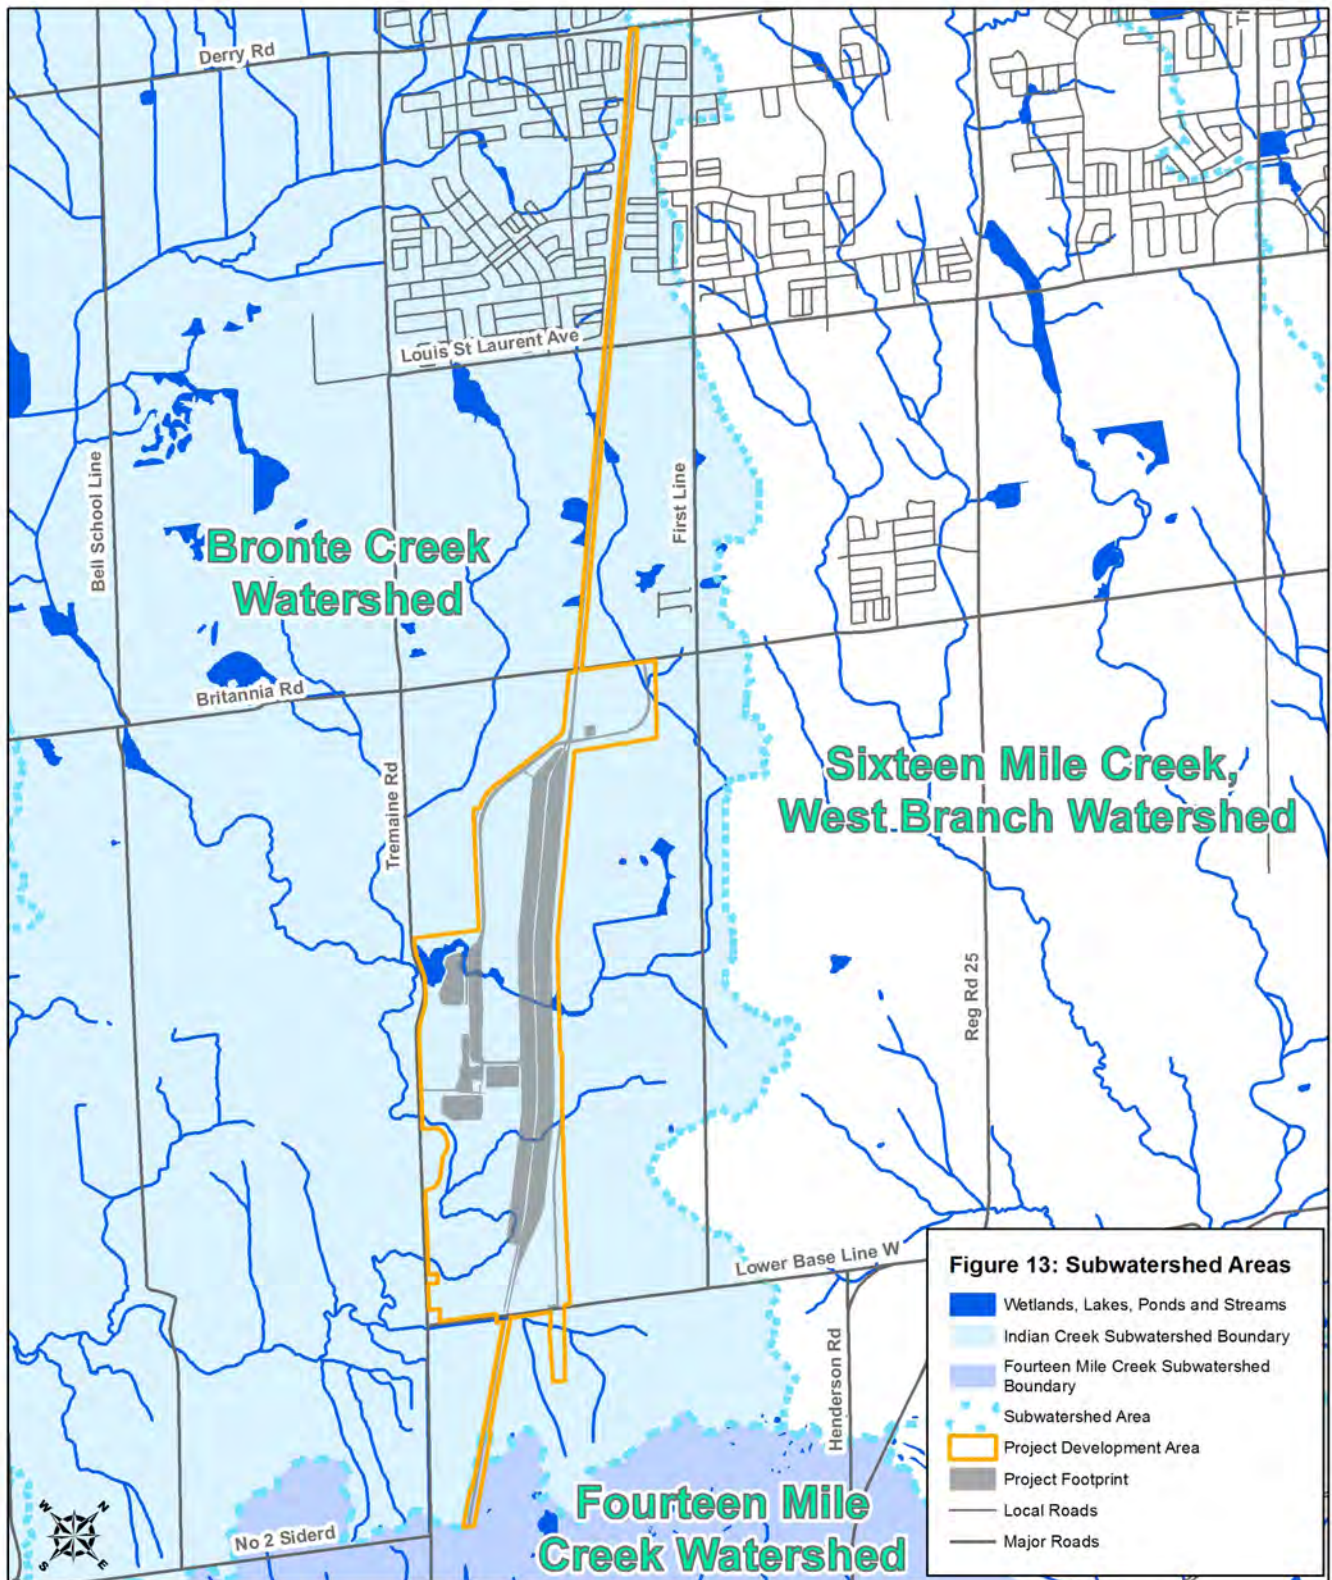 Derry Rd
Th
Louis St Laurent Ave
Bell School Line
First Line
Bronte Creek
Watershed
Britannia Rd
Tremaine Rd
Sixteen Mile Creek,
West Branch Watershed
Reg Rd 25
Lower Base Line W
Henderson Rd
Figure 13: Subwatershed Areas
Wetlands, Lakes, Ponds and Streams
Indian Creek Subwatershed Boundary
Fourteen Mile Creek Subwatershed
Boundary
Subwatershed Area
Project Development Area
Project Footprint
Local Roads
Major Roads
Fourteen Mile
Creek Watershed
No 2 Siderd
W
N
S
E